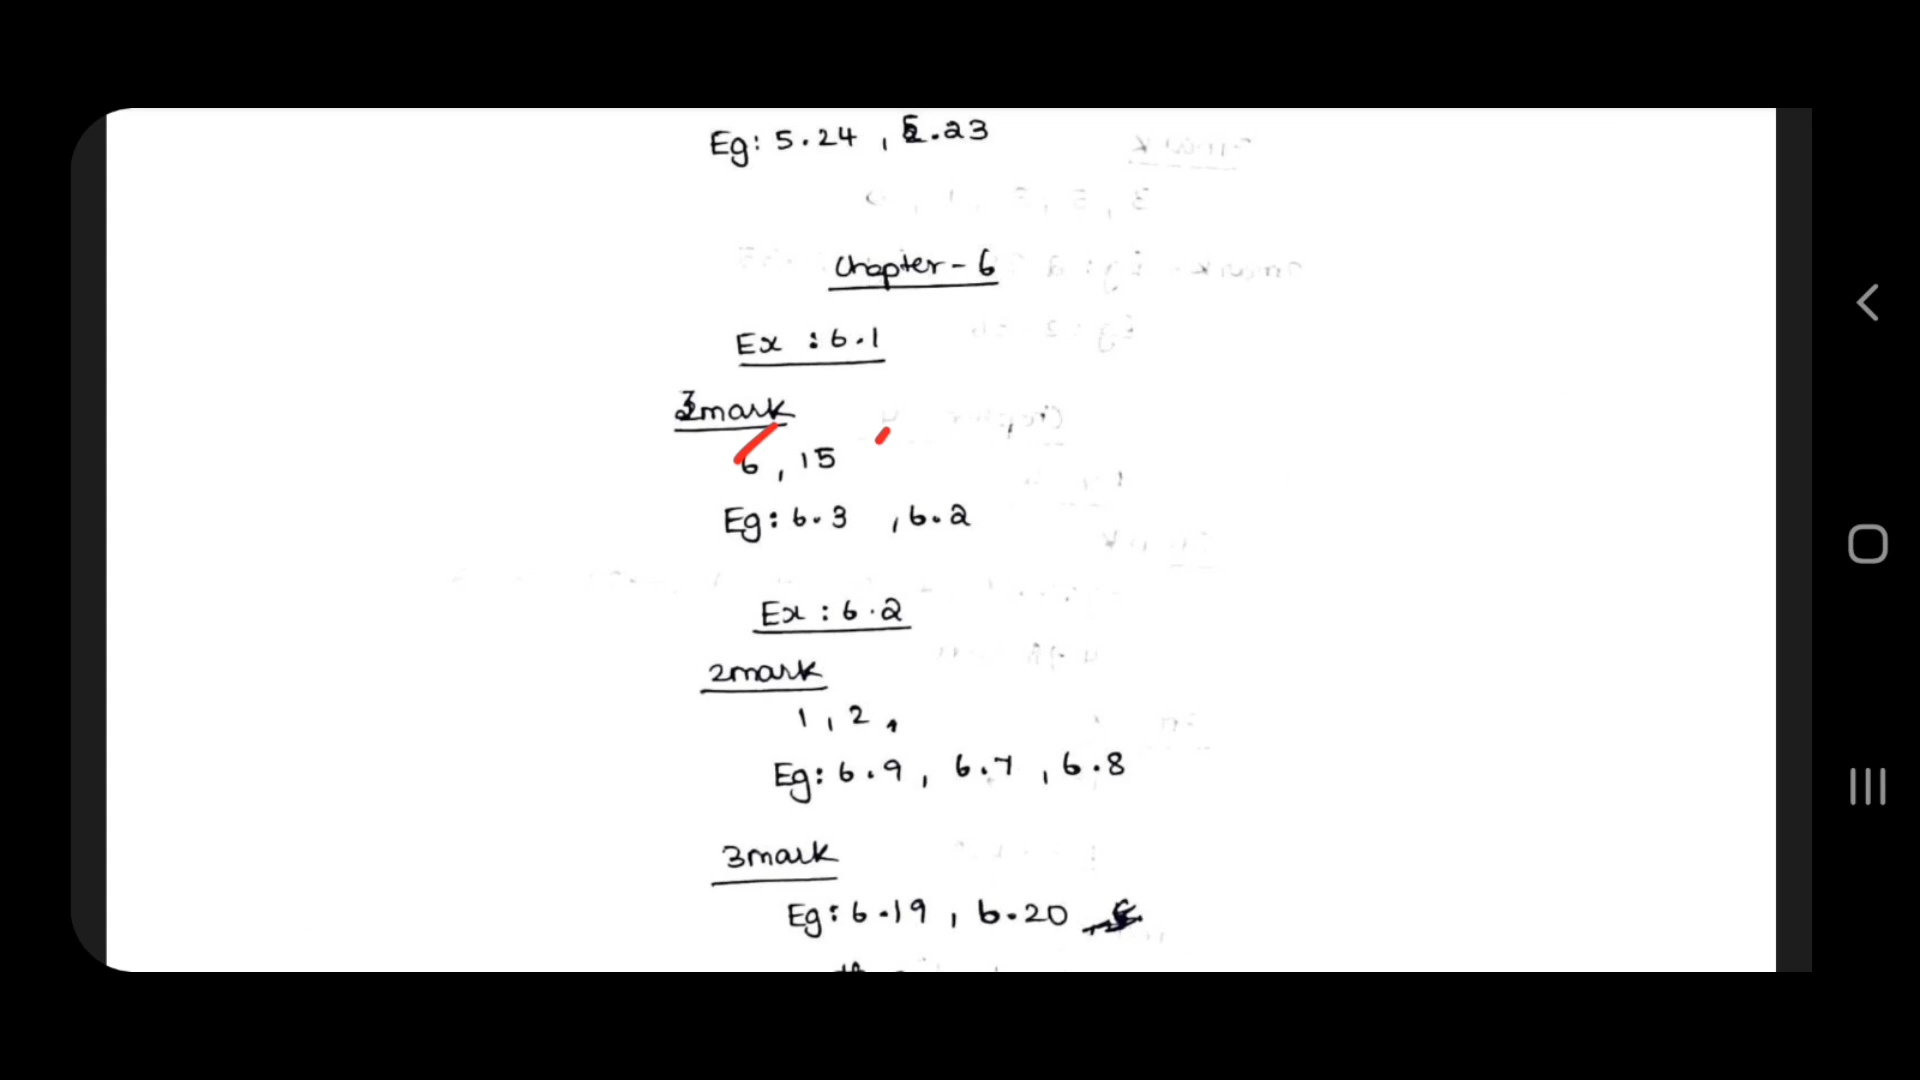 Eg: 5.24 , 5.23
Chapter - 6
Ex : 6.1
3mark
6 , 15
Eg: 6.3 , 6.2
Ex : 6.2
2mark
1 , 2 ,
Eg: 6.9 , 6.7 , 6.8
3mark
Eg: 6.19 , 6.20